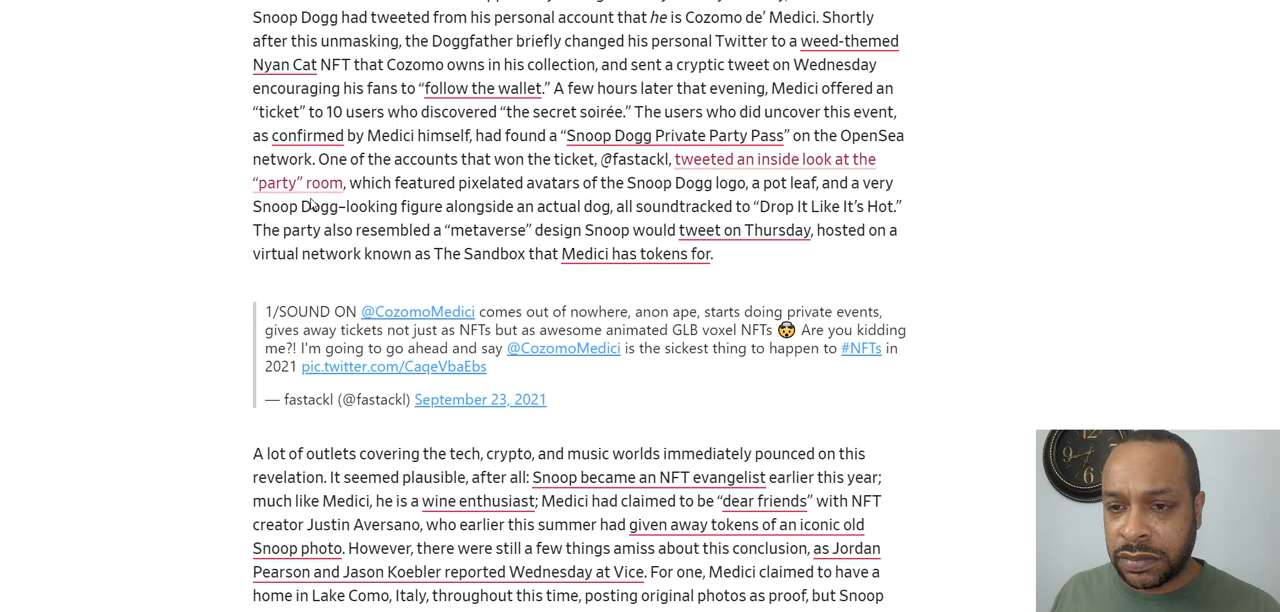 Snoop Dogg had tweeted from his personal account that he is Cozomo de’ Medici. Shortly
after this unmasking, the Doggfather briefly changed his personal Twitter to a weed-themed
Nyan Cat NFT that Cozomo owns in his collection, and sent a cryptic tweet on Wednesday
encouraging his fans to “follow the wallet.” A few hours later that evening, Medici offered an
“ticket” to 10 users who discovered “the secret soirée.” The users who did uncover this event,
as confirmed by Medici himself, had found a “Snoop Dogg Private Party Pass” on the OpenSea
network. One of the accounts that won the ticket, @fastackl, tweeted an inside look at the
“party” room, which featured pixelated avatars of the Snoop Dogg logo, a pot leaf, and a very
Snoop Dogg–looking figure alongside an actual dog, all soundtracked to “Drop It Like It’s Hot.”
The party also resembled a “metaverse” design Snoop would tweet on Thursday, hosted on a
virtual network known as The Sandbox that Medici has tokens for.
1/SOUND ON @CozomoMedici comes out of nowhere, anon ape, starts doing private events,
gives away tickets not just as NFTs but as awesome animated GLB voxel NFTs 🤯 Are you kidding
me?! I'm going to go ahead and say @CozomoMedici is the sickest thing to happen to #NFTs in
2021 pic.twitter.com/CaqeVbaEbs
— fastackl (@fastackl) September 23, 2021
A lot of outlets covering the tech, crypto, and music worlds immediately pounced on this
revelation. It seemed plausible, after all: Snoop became an NFT evangelist earlier this year;
much like Medici, he is a wine enthusiast; Medici had claimed to be “dear friends” with NFT
creator Justin Aversano, who earlier this summer had given away tokens of an iconic old
Snoop photo. However, there were still a few things amiss about this conclusion, as Jordan
Pearson and Jason Koebler reported Wednesday at Vice. For one, Medici claimed to have a
home in Lake Como, Italy, throughout this time, posting original photos as proof, but Snoop